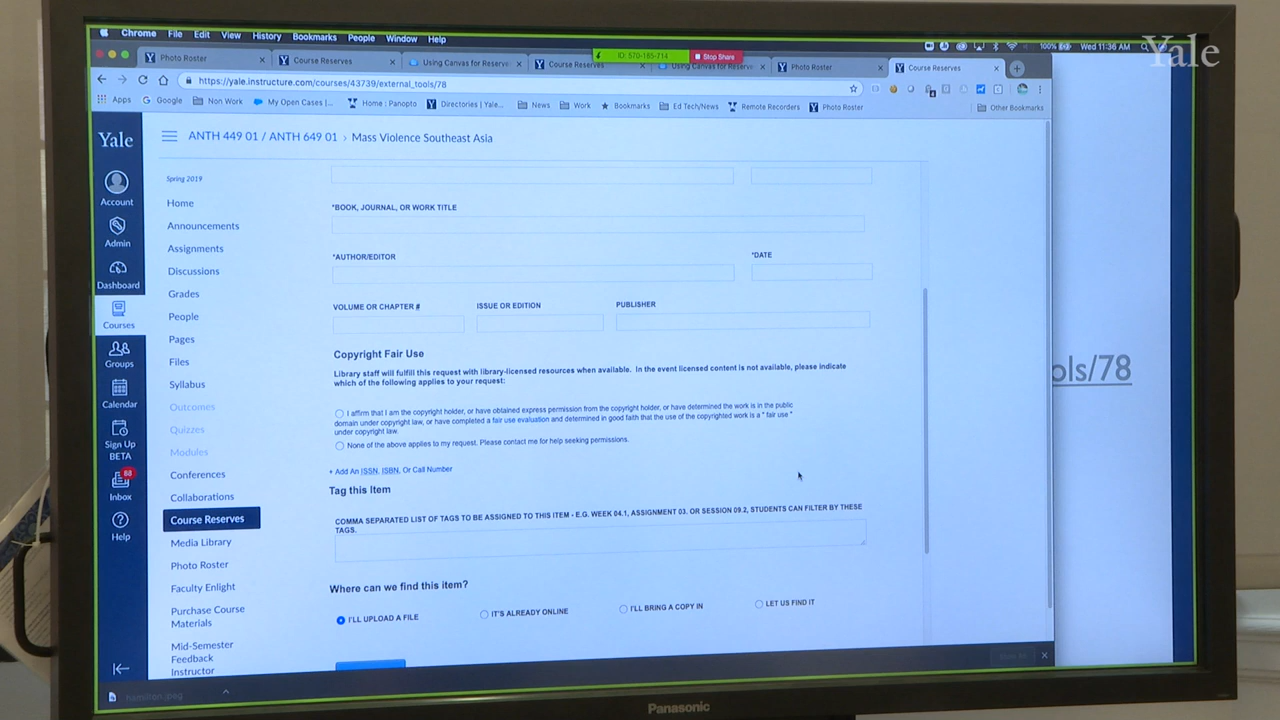 Chrome File Edit View History Bookmarks People Window Help
100% Wed 11:36 AM
Yale
ID: 570-165-714 Stop Share
Photo Roster Course Reserves Using Canvas for Reserve Course Reserves Using Canvas for Reserve Photo Roster Course Reserves
https://yale.instructure.com/courses/43739/external_tools/78
Apps Google Non Work My Open Cases |... Home : Panopto Directories | Yale... News Work Bookmarks Ed Tech/News Remote Recorders Photo Roster Other Bookmarks
Yale
ANTH 449 01 / ANTH 649 01 › Mass Violence Southeast Asia
Account
Admin
Dashboard
Courses
Groups
Calendar
Sign Up
BETA
68
Inbox
Help
Spring 2019
Home
Announcements
Assignments
Discussions
Grades
People
Pages
Files
Syllabus
Outcomes
Quizzes
Modules
Conferences
Collaborations
Course Reserves
Media Library
Photo Roster
Faculty Enlight
Purchase Course
Materials
Mid-Semester
Feedback
Instructor
*BOOK, JOURNAL, OR WORK TITLE
*AUTHOR/EDITOR *DATE
VOLUME OR CHAPTER # ISSUE OR EDITION PUBLISHER
Copyright Fair Use
Library staff will fulfill this request with library-licensed resources when available. In the event licensed content is not available, please indicate
which of the following applies to your request:
I affirm that I am the copyright holder, or have obtained express permission from the copyright holder, or have determined the work is in the public
domain under copyright law, or have completed a fair use evaluation and determined in good faith that the use of the copyrighted work is a " fair use "
under copyright law.
None of the above applies to my request. Please contact me for help seeking permissions.
+ Add An ISSN, ISBN, Or Call Number
Tag this Item
COMMA SEPARATED LIST OF TAGS TO BE ASSIGNED TO THIS ITEM - E.G. WEEK 04.1, ASSIGNMENT 03. OR SESSION 09.2, STUDENTS CAN FILTER BY THESE
TAGS.
Where can we find this item?
I'LL UPLOAD A FILE IT'S ALREADY ONLINE I'LL BRING A COPY IN LET US FIND IT
ols/78
hamilton.jpeg
Show All
Panasonic